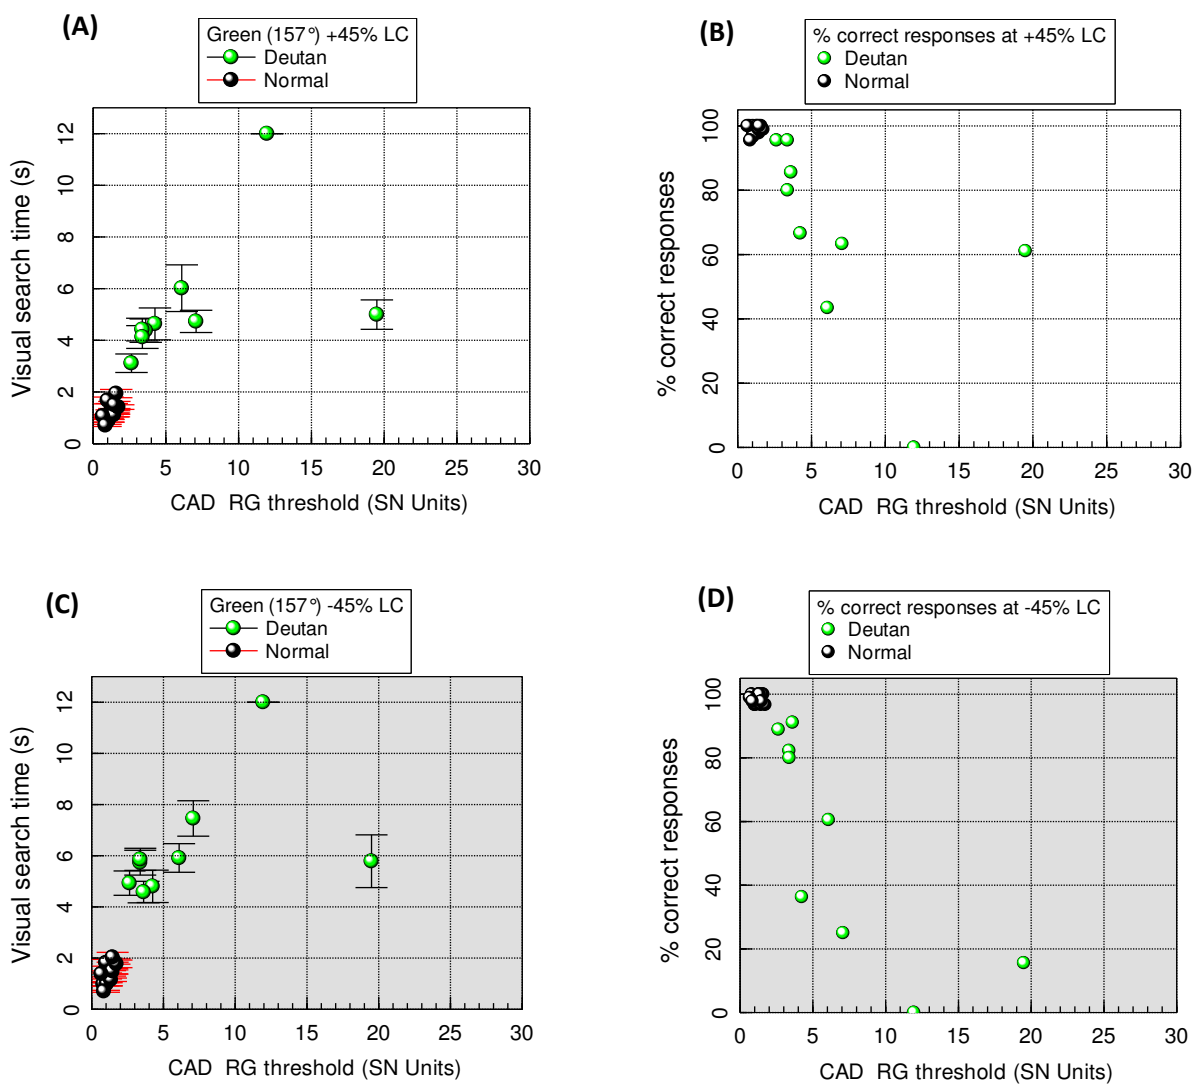 (A)
Green (157°) +45% LC
Deutan
Normal
Visual search time (s)
12
10
8
6
4
2
0
0 5 10 15 20 25 30
CAD RG threshold (SN Units)
(B)
% correct responses at +45% LC
Deutan
Normal
% correct responses
100
80
60
40
20
0
0 5 10 15 20 25 30
CAD RG threshold (SN Units)
(C)
Green (157°) -45% LC
Deutan
Normal
Visual search time (s)
12
10
8
6
4
2
0
0 5 10 15 20 25 30
CAD RG threshold (SN Units)
(D)
% correct responses at -45% LC
Deutan
Normal
% correct responses
100
80
60
40
20
0
0 5 10 15 20 25 30
CAD RG threshold (SN Units)